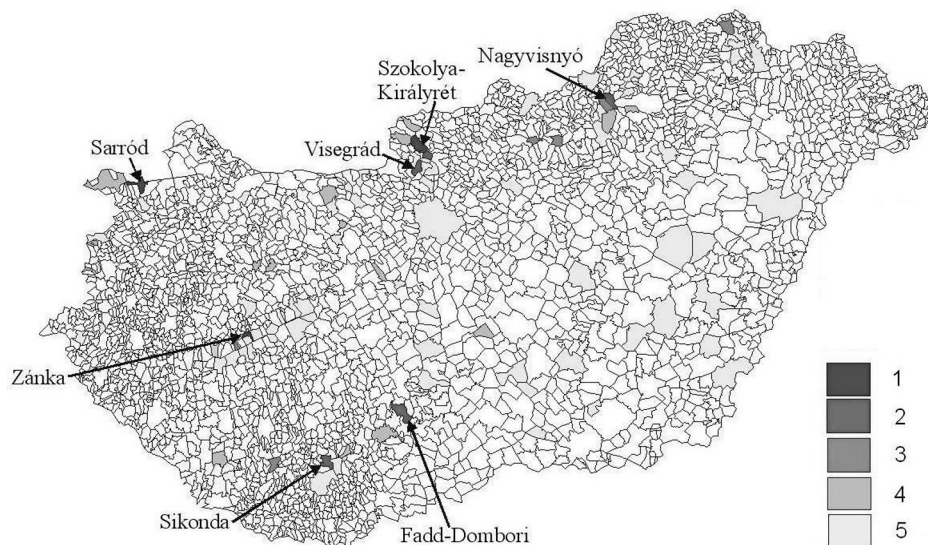 Nagyvisnyó
Szokolya-
Királyrét
Visegrád
Sarród
Zánka
Sikonda
Fadd-Dombori
1
2
3
4
5